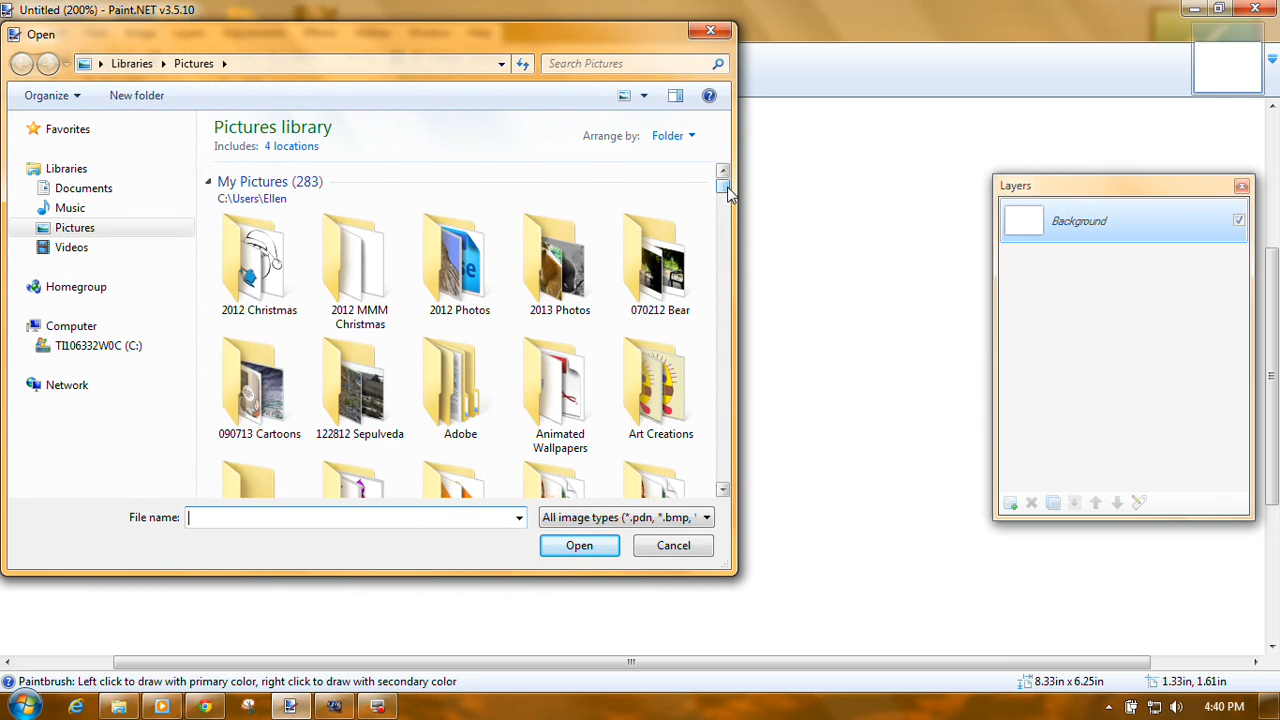 Untitled (200%) - Paint.NET v3.5.10
Open
Libraries
Pictures
Search Pictures
Organize
New folder
Pictures library
Includes: 4 locations
Arrange by: Folder
Favorites
Libraries
Documents
Music
Pictures
Videos
Homegroup
Computer
TI106332W0C (C:)
Network
My Pictures (283)
C:\Users\Ellen
2012 Christmas
2012 MMM Christmas
2012 Photos
2013 Photos
070212 Bear
090713 Cartoons
122812 Sepulveda
Adobe
Animated Wallpapers
Art Creations
File name:
All image types (*.pdn, *.bmp,
Open
Cancel
Layers
Background
Paintbrush: Left click to draw with primary color, right click to draw with secondary color
8.33in x 6.25in
1.33in, 1.61in
4:40 PM